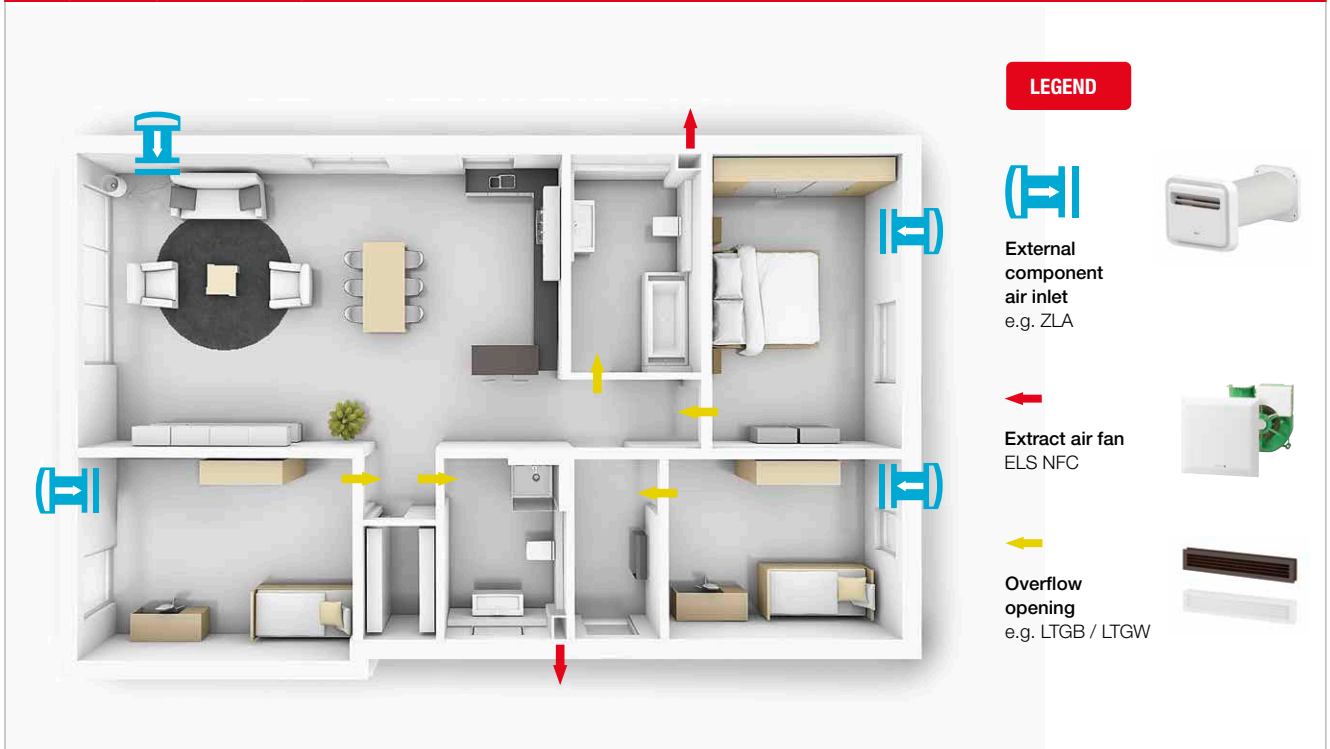 LEGEND
External
component
air inlet
e.g. ZLA
Extract air fan
ELS NFC
Overflow
opening
e.g. LTGB / LTGW